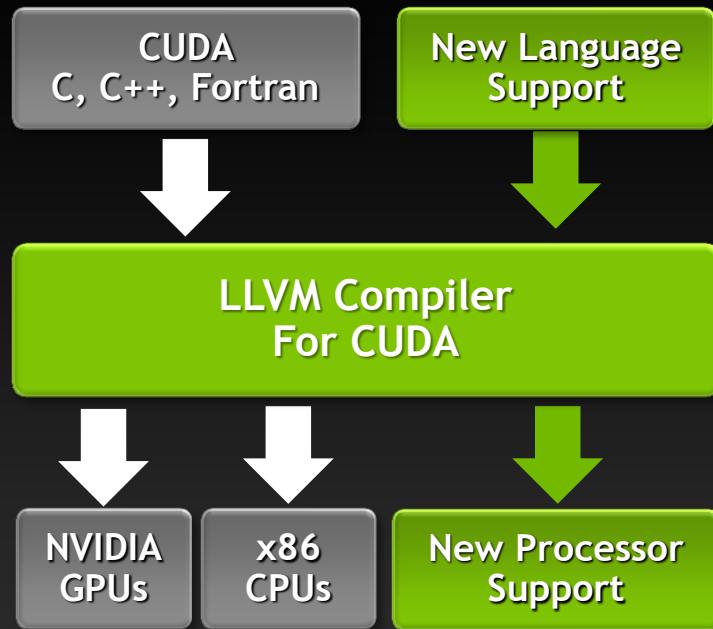 CUDA
C, C++, Fortran
New Language
Support
LLVM Compiler
For CUDA
NVIDIA
GPUs
x86
CPUs
New Processor
Support